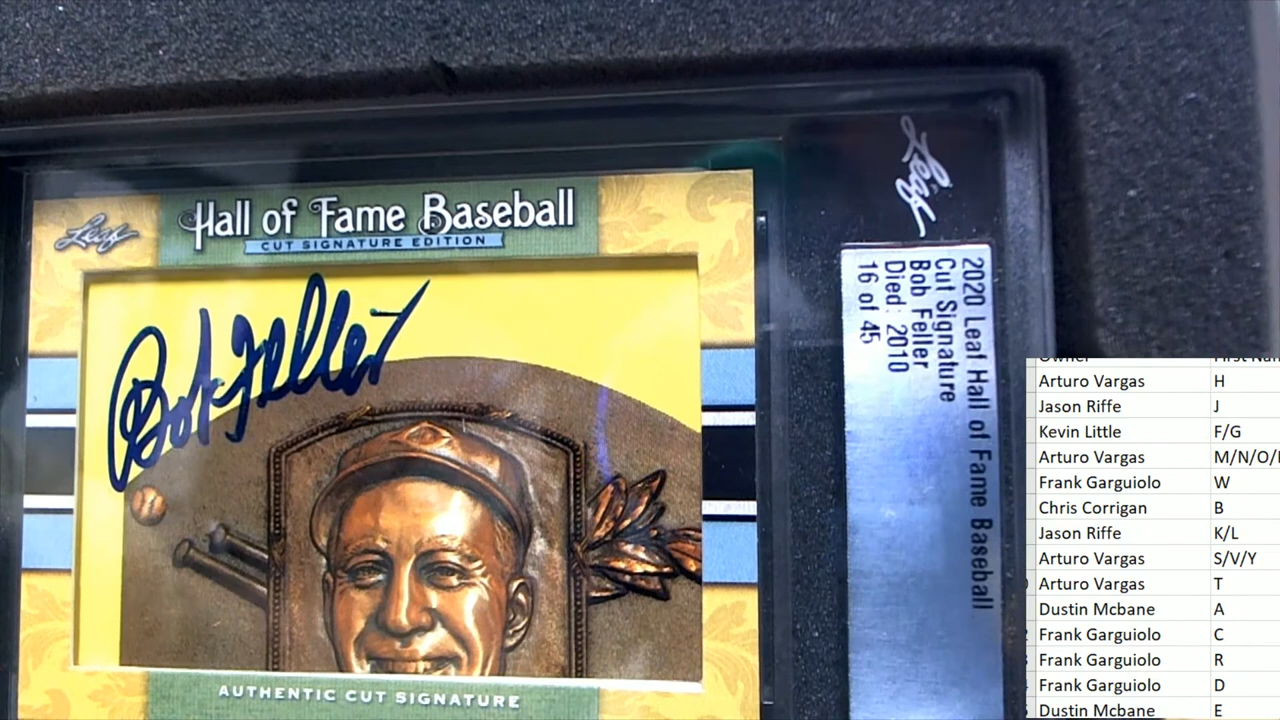 Leaf
Hall of Fame Baseball
CUT SIGNATURE EDITION
Bob Feller
AUTHENTIC CUT SIGNATURE
Leaf
2020 Leaf Hall of Fame Baseball
Cut Signature
Bob Feller
Died: 2010
16 of 45
Arturo Vargas H
Jason Riffe J
Kevin Little F/G
Arturo Vargas M/N/O/
Frank Garguiolo W
Chris Corrigan B
Jason Riffe K/L
Arturo Vargas S/V/Y
Arturo Vargas T
Dustin Mcbane A
Frank Garguiolo C
Frank Garguiolo R
Frank Garguiolo D
Dustin Mcbane E